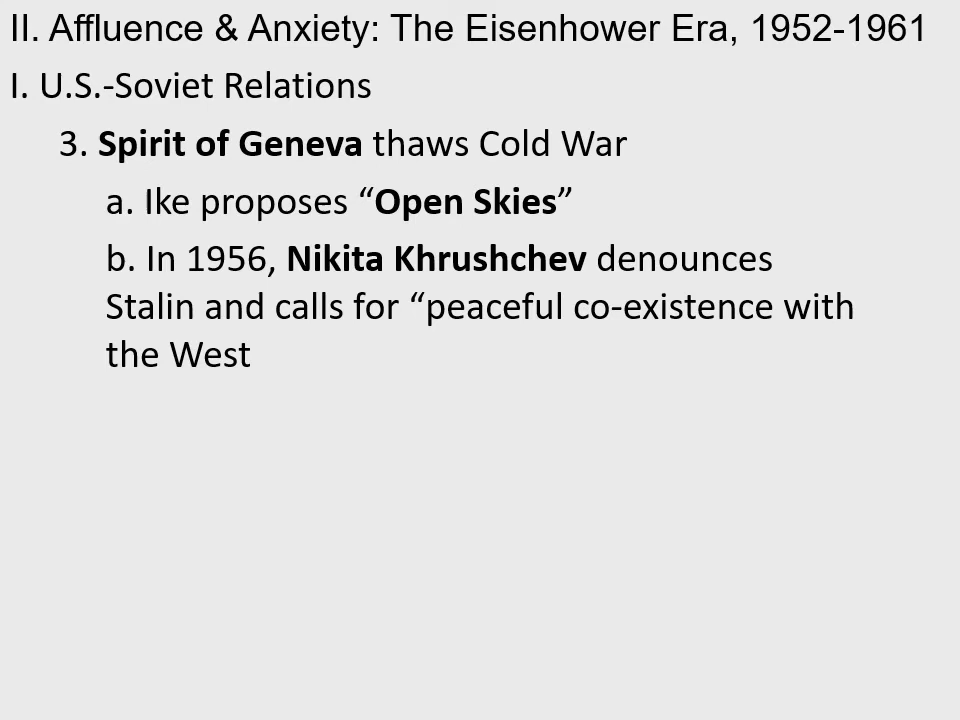 II. Affluence & Anxiety: The Eisenhower Era, 1952-1961
I. U.S.-Soviet Relations
3. Spirit of Geneva thaws Cold War
a. Ike proposes “Open Skies”
b. In 1956, Nikita Khrushchev denounces
Stalin and calls for “peaceful co-existence with
the West